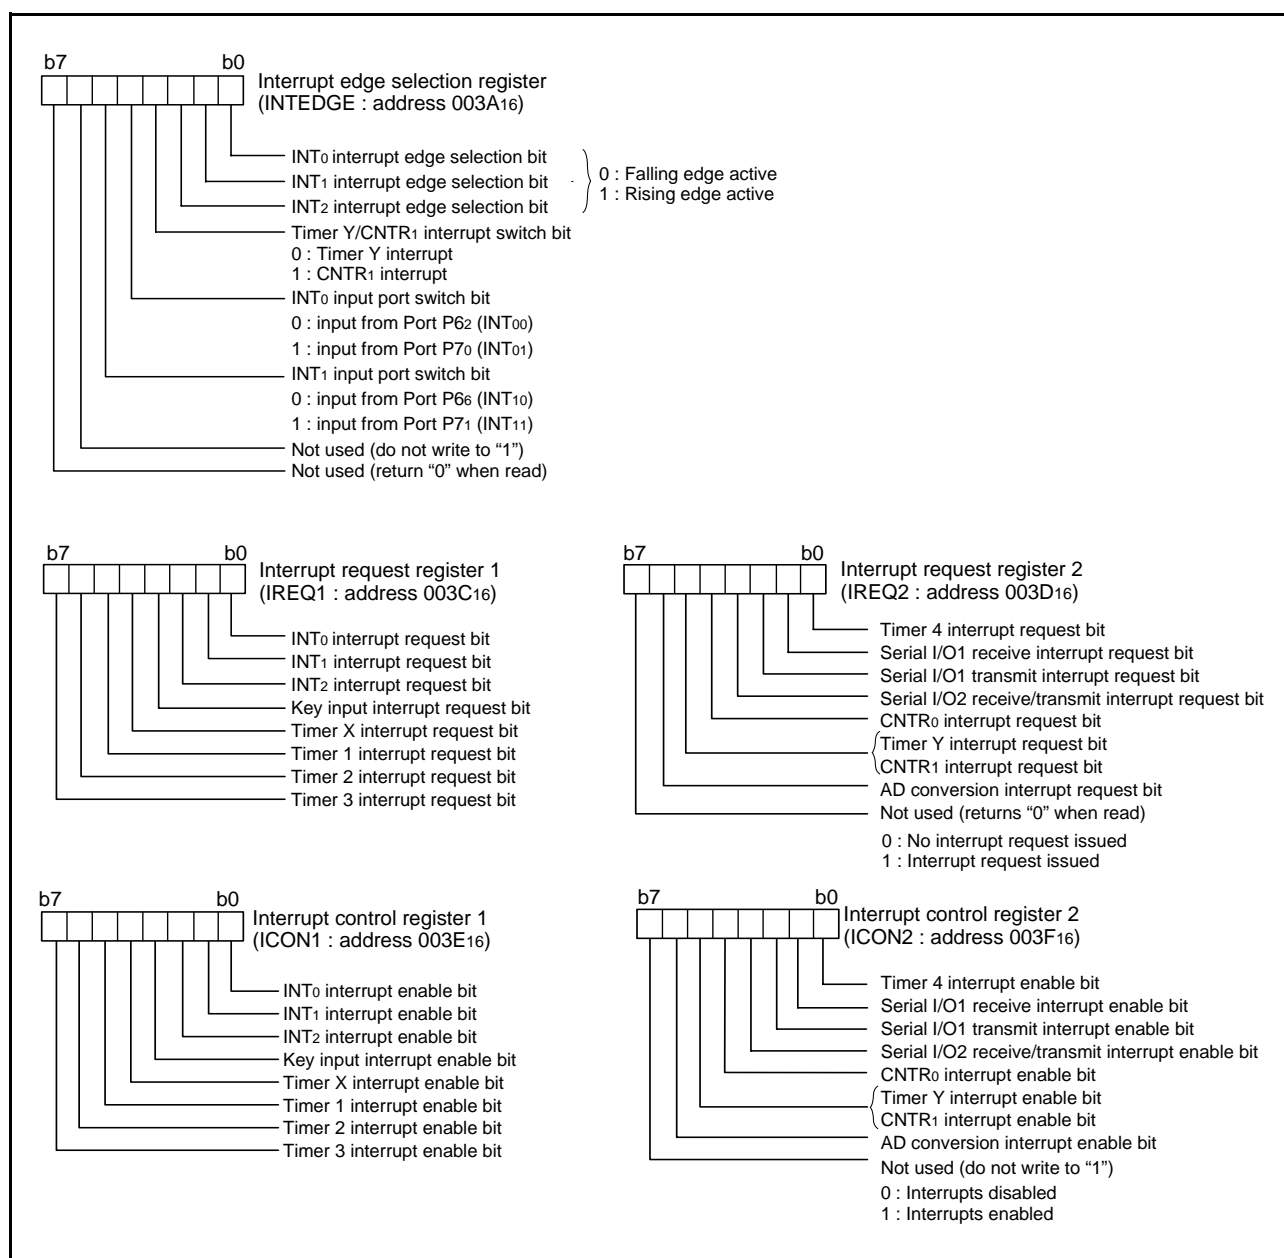 b7 b0
Interrupt edge selection register
(INTEDGE : address 003A16)
INT0 interrupt edge selection bit
INT1 interrupt edge selection bit
INT2 interrupt edge selection bit
0 : Falling edge active
1 : Rising edge active
Timer Y/CNTR1 interrupt switch bit
0 : Timer Y interrupt
1 : CNTR1 interrupt
INT0 input port switch bit
0 : input from Port P62 (INT00)
1 : input from Port P70 (INT01)
INT1 input port switch bit
0 : input from Port P66 (INT10)
1 : input from Port P71 (INT11)
Not used (do not write to “1”)
Not used (return “0” when read)
b7 b0
Interrupt request register 1
(IREQ1 : address 003C16)
INT0 interrupt request bit
INT1 interrupt request bit
INT2 interrupt request bit
Key input interrupt request bit
Timer X interrupt request bit
Timer 1 interrupt request bit
Timer 2 interrupt request bit
Timer 3 interrupt request bit
b7 b0
Interrupt request register 2
(IREQ2 : address 003D16)
Timer 4 interrupt request bit
Serial I/O1 receive interrupt request bit
Serial I/O1 transmit interrupt request bit
Serial I/O2 receive/transmit interrupt request bit
CNTR0 interrupt request bit
Timer Y interrupt request bit
CNTR1 interrupt request bit
AD conversion interrupt request bit
Not used (returns “0” when read)
0 : No interrupt request issued
1 : Interrupt request issued
b7 b0
Interrupt control register 1
(ICON1 : address 003E16)
INT0 interrupt enable bit
INT1 interrupt enable bit
INT2 interrupt enable bit
Key input interrupt enable bit
Timer X interrupt enable bit
Timer 1 interrupt enable bit
Timer 2 interrupt enable bit
Timer 3 interrupt enable bit
b7 b0
Interrupt control register 2
(ICON2 : address 003F16)
Timer 4 interrupt enable bit
Serial I/O1 receive interrupt enable bit
Serial I/O1 transmit interrupt enable bit
Serial I/O2 receive/transmit interrupt enable bit
CNTR0 interrupt enable bit
Timer Y interrupt enable bit
CNTR1 interrupt enable bit
AD conversion interrupt enable bit
Not used (do not write to “1”)
0 : Interrupts disabled
1 : Interrupts enabled